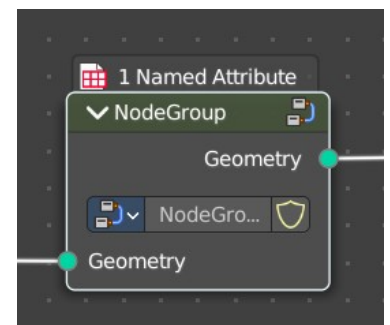 1 Named Attribute
NodeGroup
Geometry
NodeGro...
Geometry